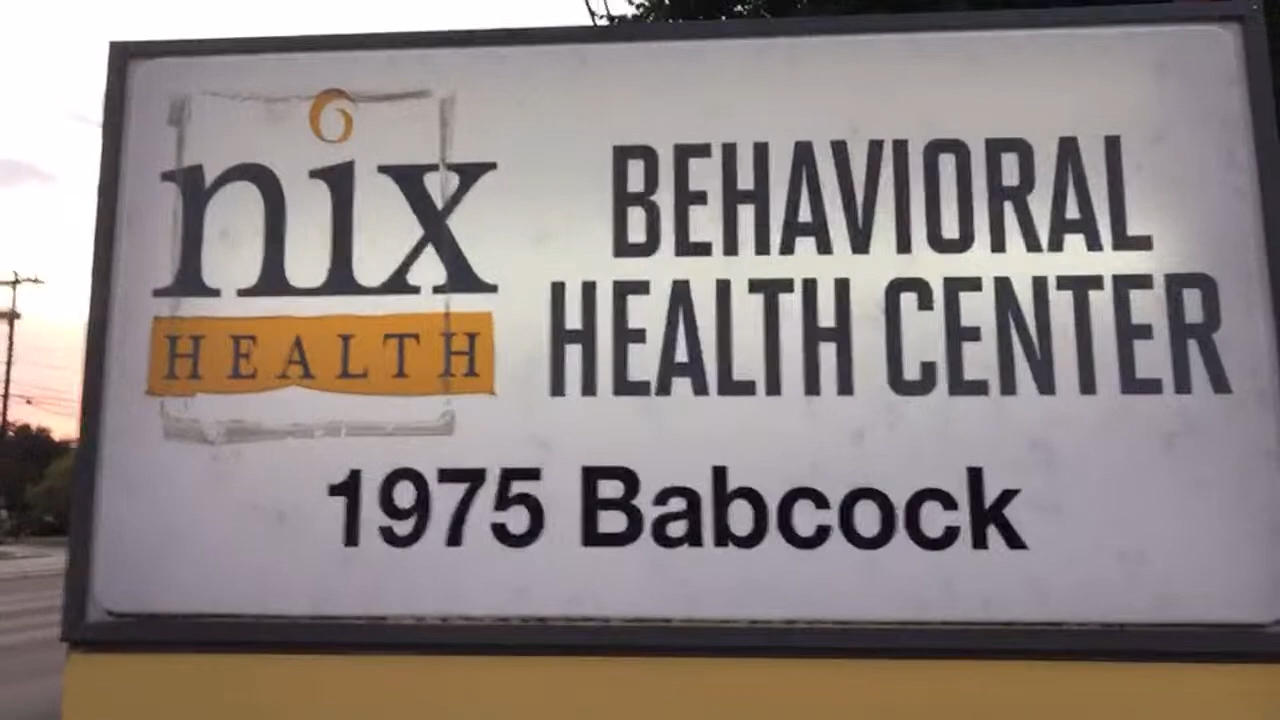 nix
HEALTH
BEHAVIORAL
HEALTH CENTER
1975 Babcock